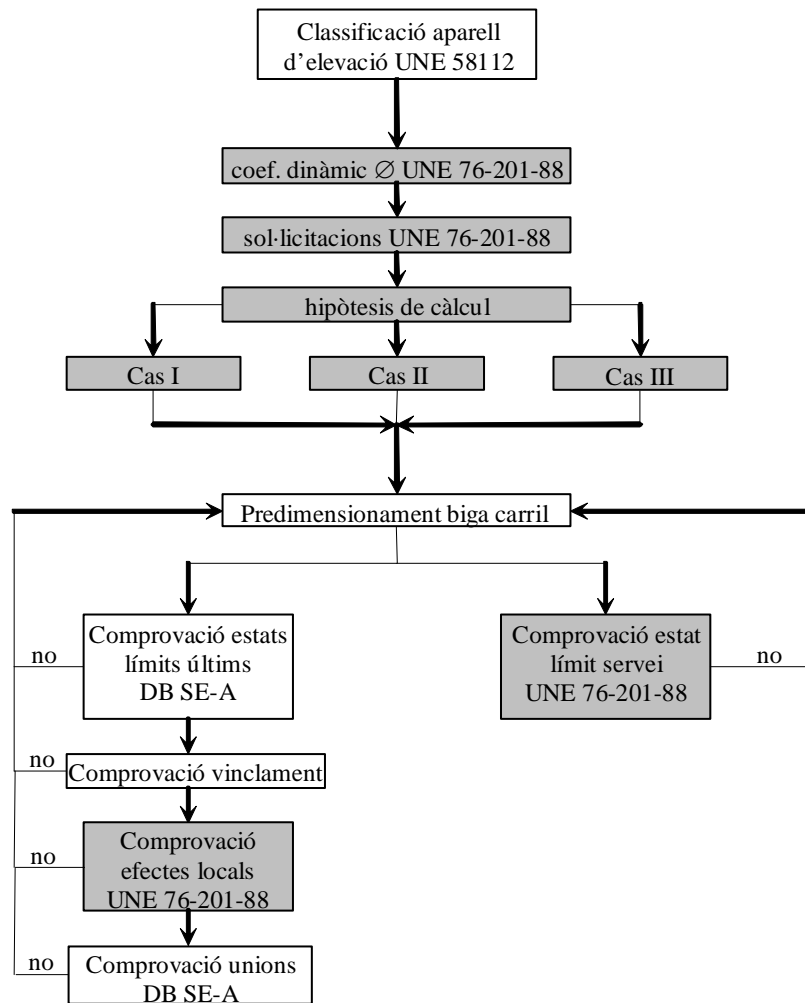 Classificació aparell
d'elevació UNE 58112
coef. dinàmic ∅ UNE 76-201-88
sol·licitacions UNE 76-201-88
hipòtesis de càlcul
Cas I
Cas II
Cas III
Predimensionament biga carril
Comprovació estats
límits últims
DB SE-A
no
Comprovació estat
límit servei
UNE 76-201-88
no
no
Comprovació vinclament
no
Comprovació
efectes locals
UNE 76-201-88
no
Comprovació unions
DB SE-A